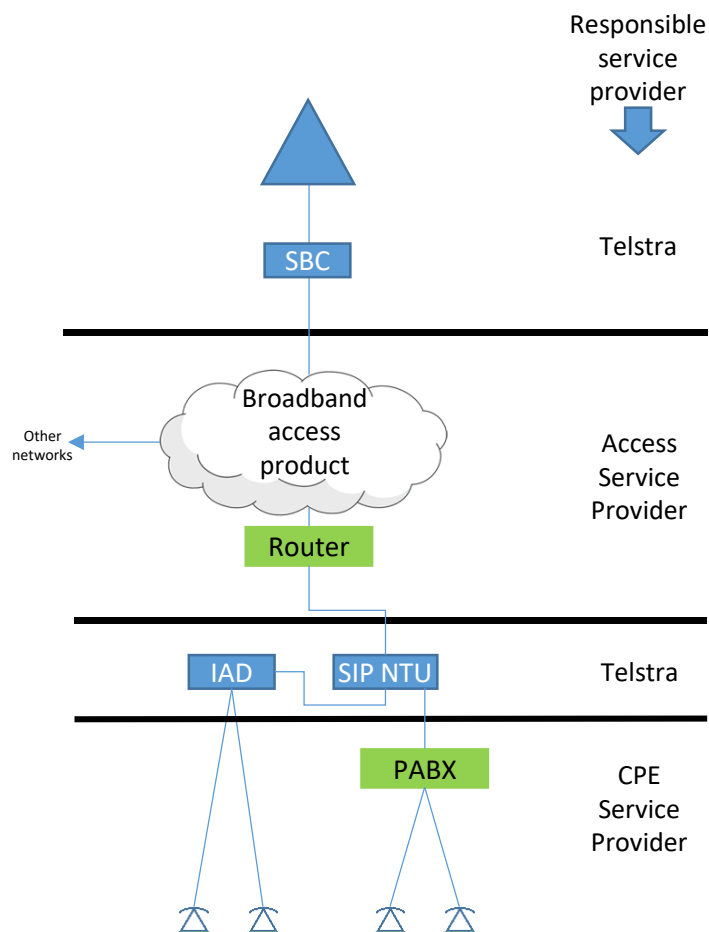 Responsible
service
provider
SBC
Telstra
Broadband
access
product
Other
networks
Access
Service
Provider
Router
IAD
SIP NTU
Telstra
PABX
CPE
Service
Provider